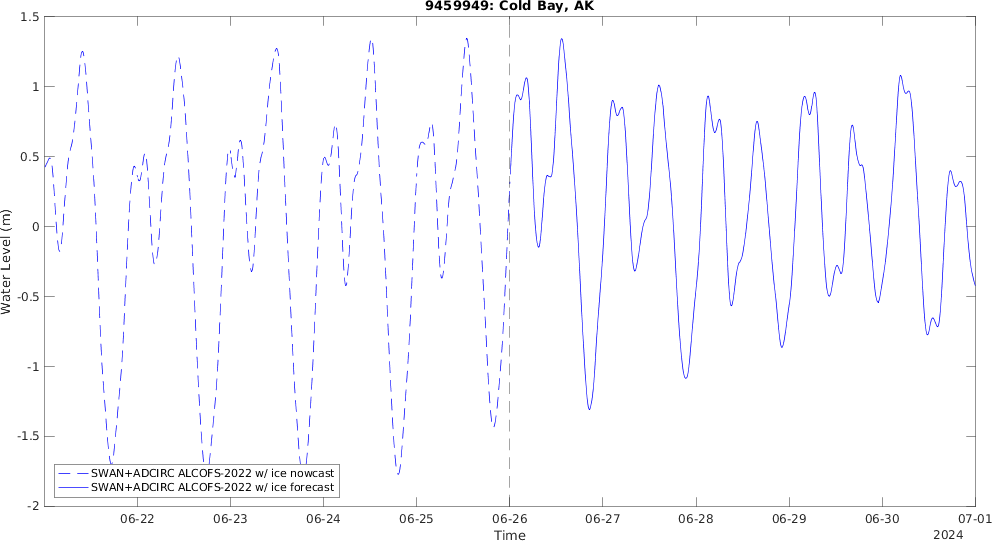 9459949: Cold Bay, AK
1.5
1
0.5
0
-0.5
-1
-1.5
-2
Water Level (m)
SWAN+ADCIRC ALCOFS-2022 w/ ice nowcast
SWAN+ADCIRC ALCOFS-2022 w/ ice forecast
06-22 06-23 06-24 06-25 06-26 06-27 06-28 06-29 06-30 07-01
Time
2024